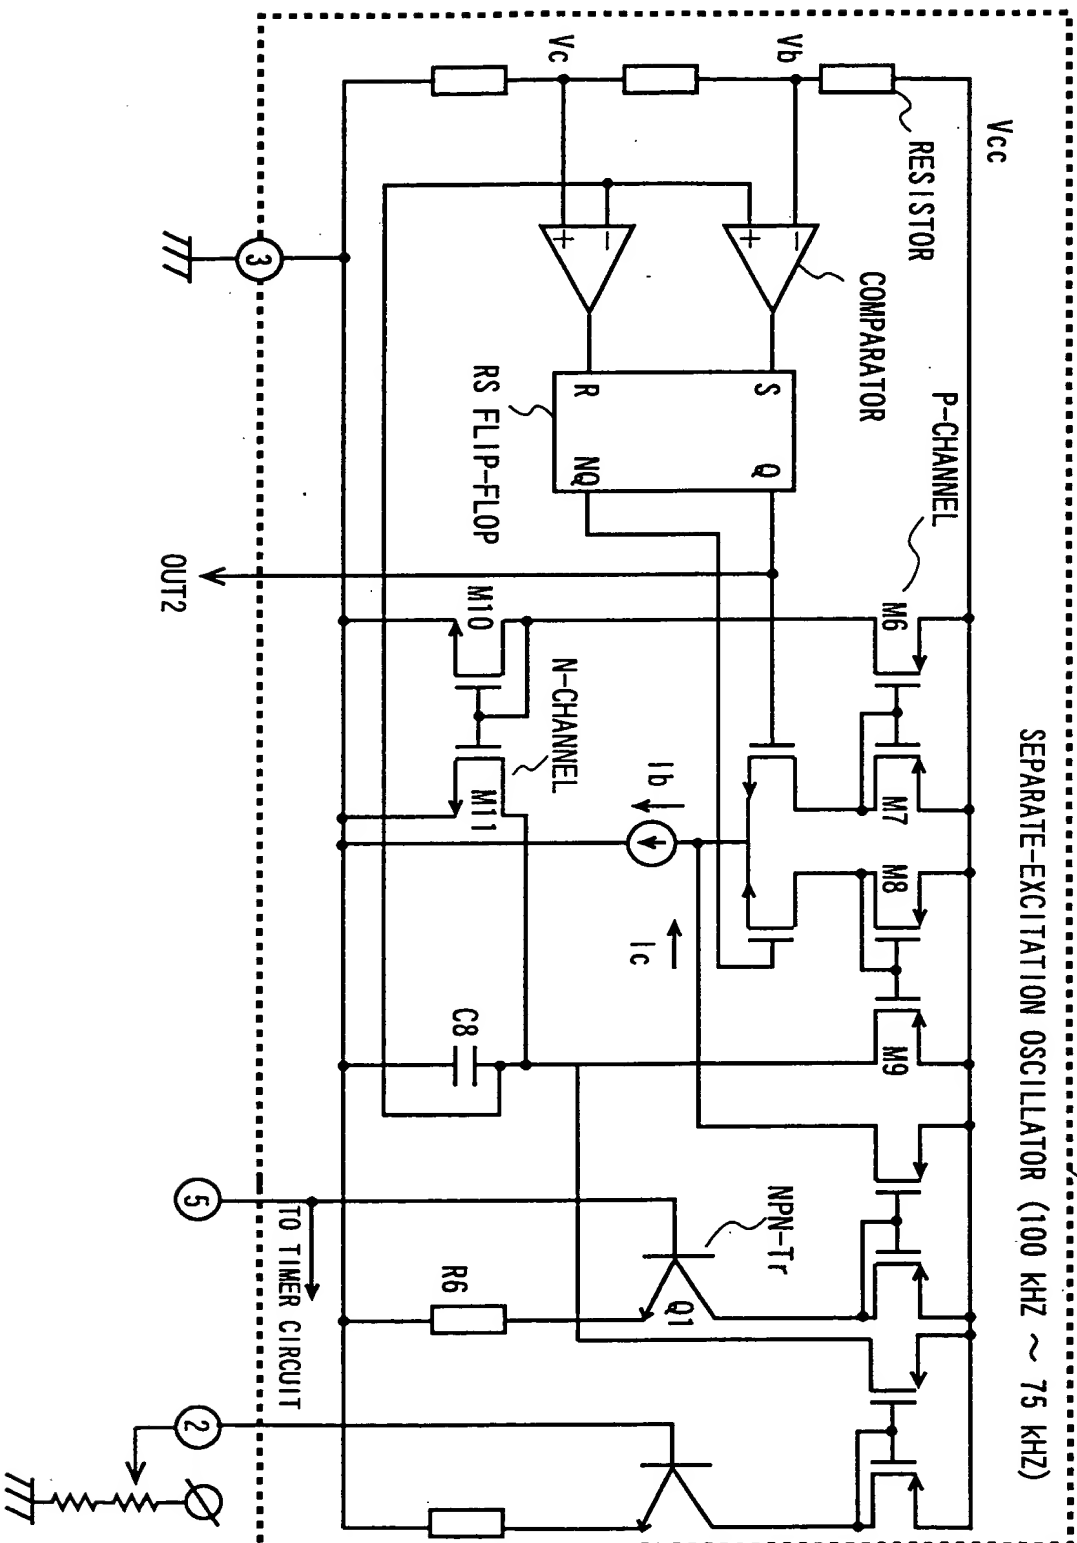 SEPARATE-EXCITATION OSCILLATOR (100 kHZ ~ 75 kHZ)
Vcc
RESISTOR
COMPARATOR
P-CHANNEL
Vb
Vc
−
+
−
+
S
Q
R
NQ
RS FLIP-FLOP
M6
M7
M8
M9
Ib
Ic
N-CHANNEL
M10
M11
C8
NPN-Tr
Q1
R6
TO TIMER CIRCUIT
OUT2
3
5
2